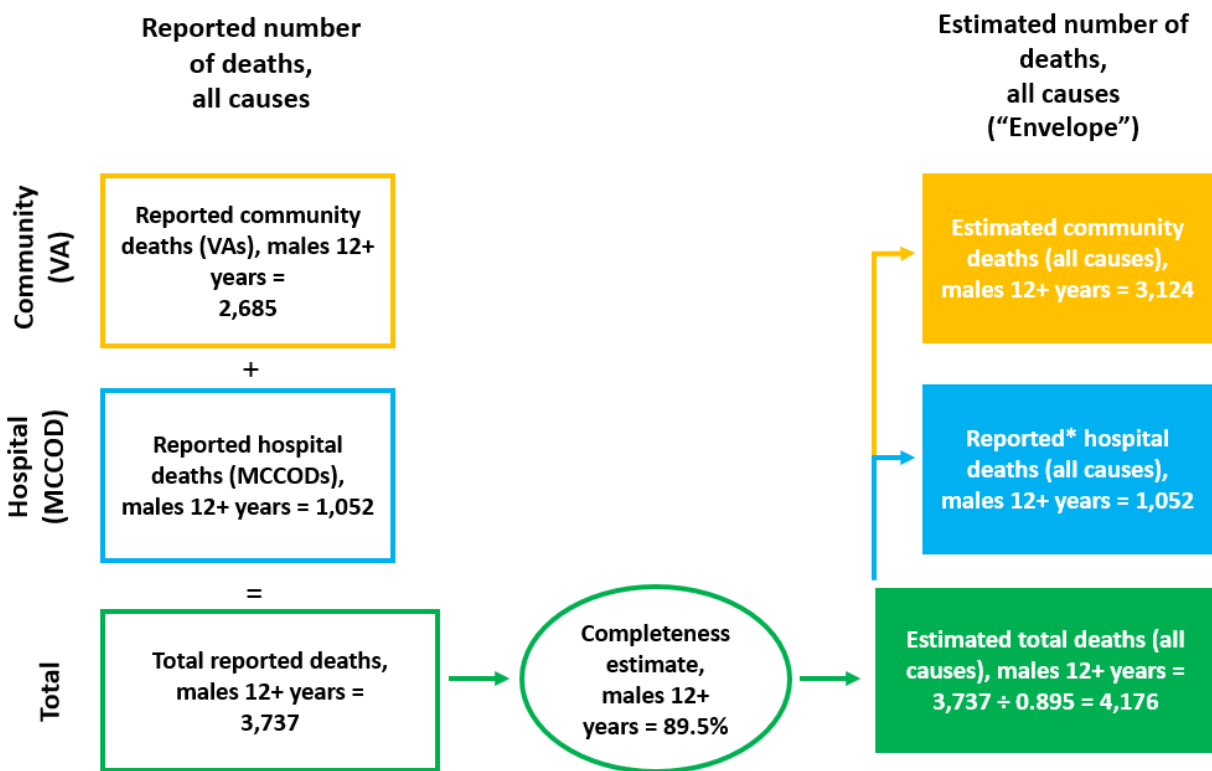 Reported number
of deaths,
all causes
Estimated number of
deaths,
all causes
(“Envelope”)
Community
(VA)
Reported community
deaths (VAs), males 12+
years =
2,685
Estimated community
deaths (all causes),
males 12+ years = 3,124
+
Hospital
(MCCOD)
Reported hospital
deaths (MCCODs),
males 12+ years = 1,052
Reported* hospital
deaths (all causes),
males 12+ years = 1,052
=
Total
Total reported deaths,
males 12+ years =
3,737
Completeness
estimate,
males 12+
years = 89.5%
Estimated total deaths (all
causes), males 12+ years =
3,737 ÷ 0.895 = 4,176